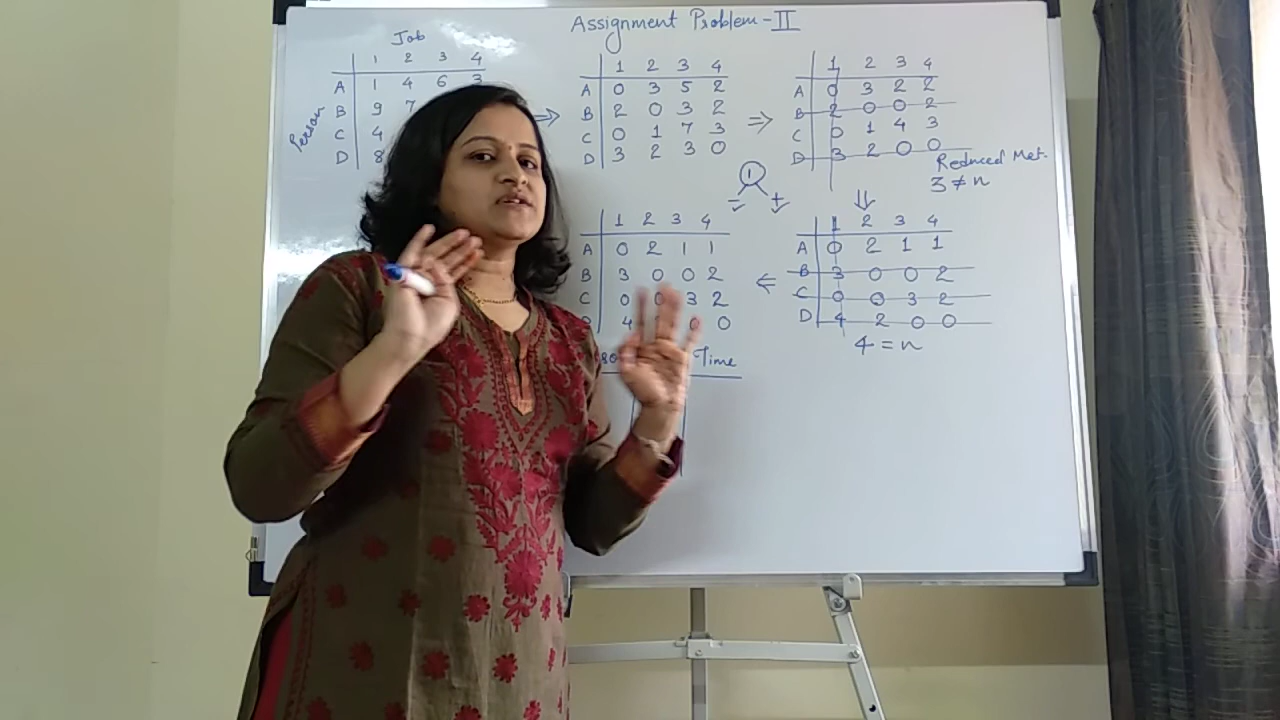 Assignment Problem-II
Job
1 2 3 4
A 1 4 6 3
B 9 7
C 4
D 8
Person
⇒
1 2 3 4
A 0 3 5 2
B 2 0 3 2
C 0 1 7 3
D 3 2 3 0
⇒
1 2 3 4
A 0 3 2 2
B 2 0 0 2
C 0 1 4 3
D 3 2 0 0
Reduced Mat.
3 ≠ n
1
- +
⇓
1 2 3 4
A 0 2 1 1
B 3 0 0 2
C 0 0 3 2
D 4 2 0 0
4 = n
⇐
1 2 3 4
A 0 2 1 1
B 3 0 0 2
C 0 0 3 2
4 0 0
Time